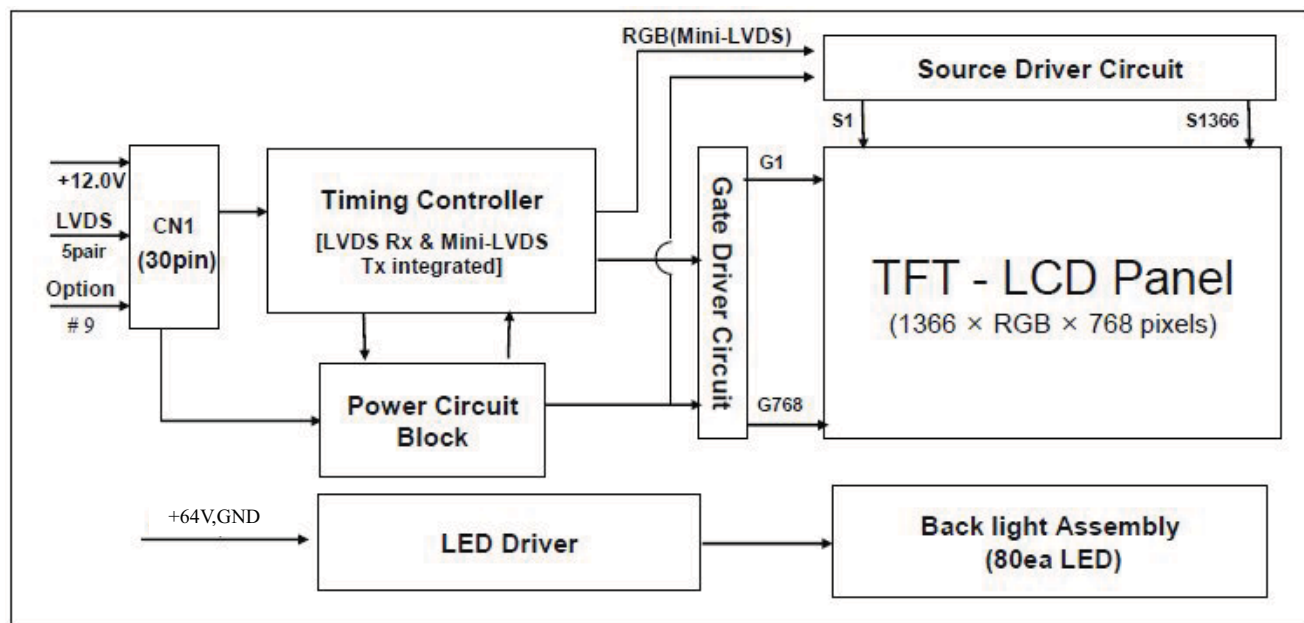 RGB(Mini-LVDS)
Source Driver Circuit
S1
S1366
+12.0V
LVDS
5pair
Option
# 9
CN1
(30pin)
Timing Controller
[LVDS Rx & Mini-LVDS
Tx integrated]
Gate Driver Circuit
G1
G768
TFT - LCD Panel
(1366 × RGB × 768 pixels)
Power Circuit
Block
+64V,GND
LED Driver
Back light Assembly
(80ea LED)